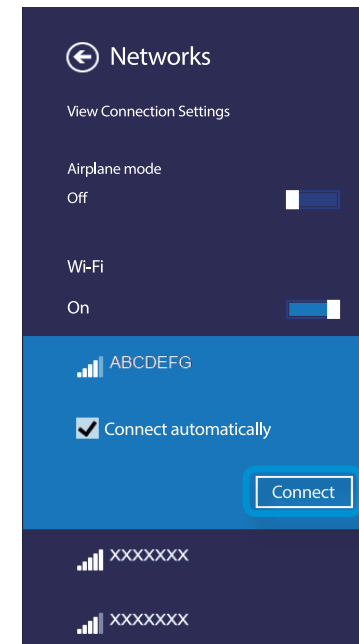 Networks
View Connection Settings
Airplane mode
Off
Wi-Fi
On
ABCDEFG
Connect automatically
Connect
XXXXXXX
XXXXXXX